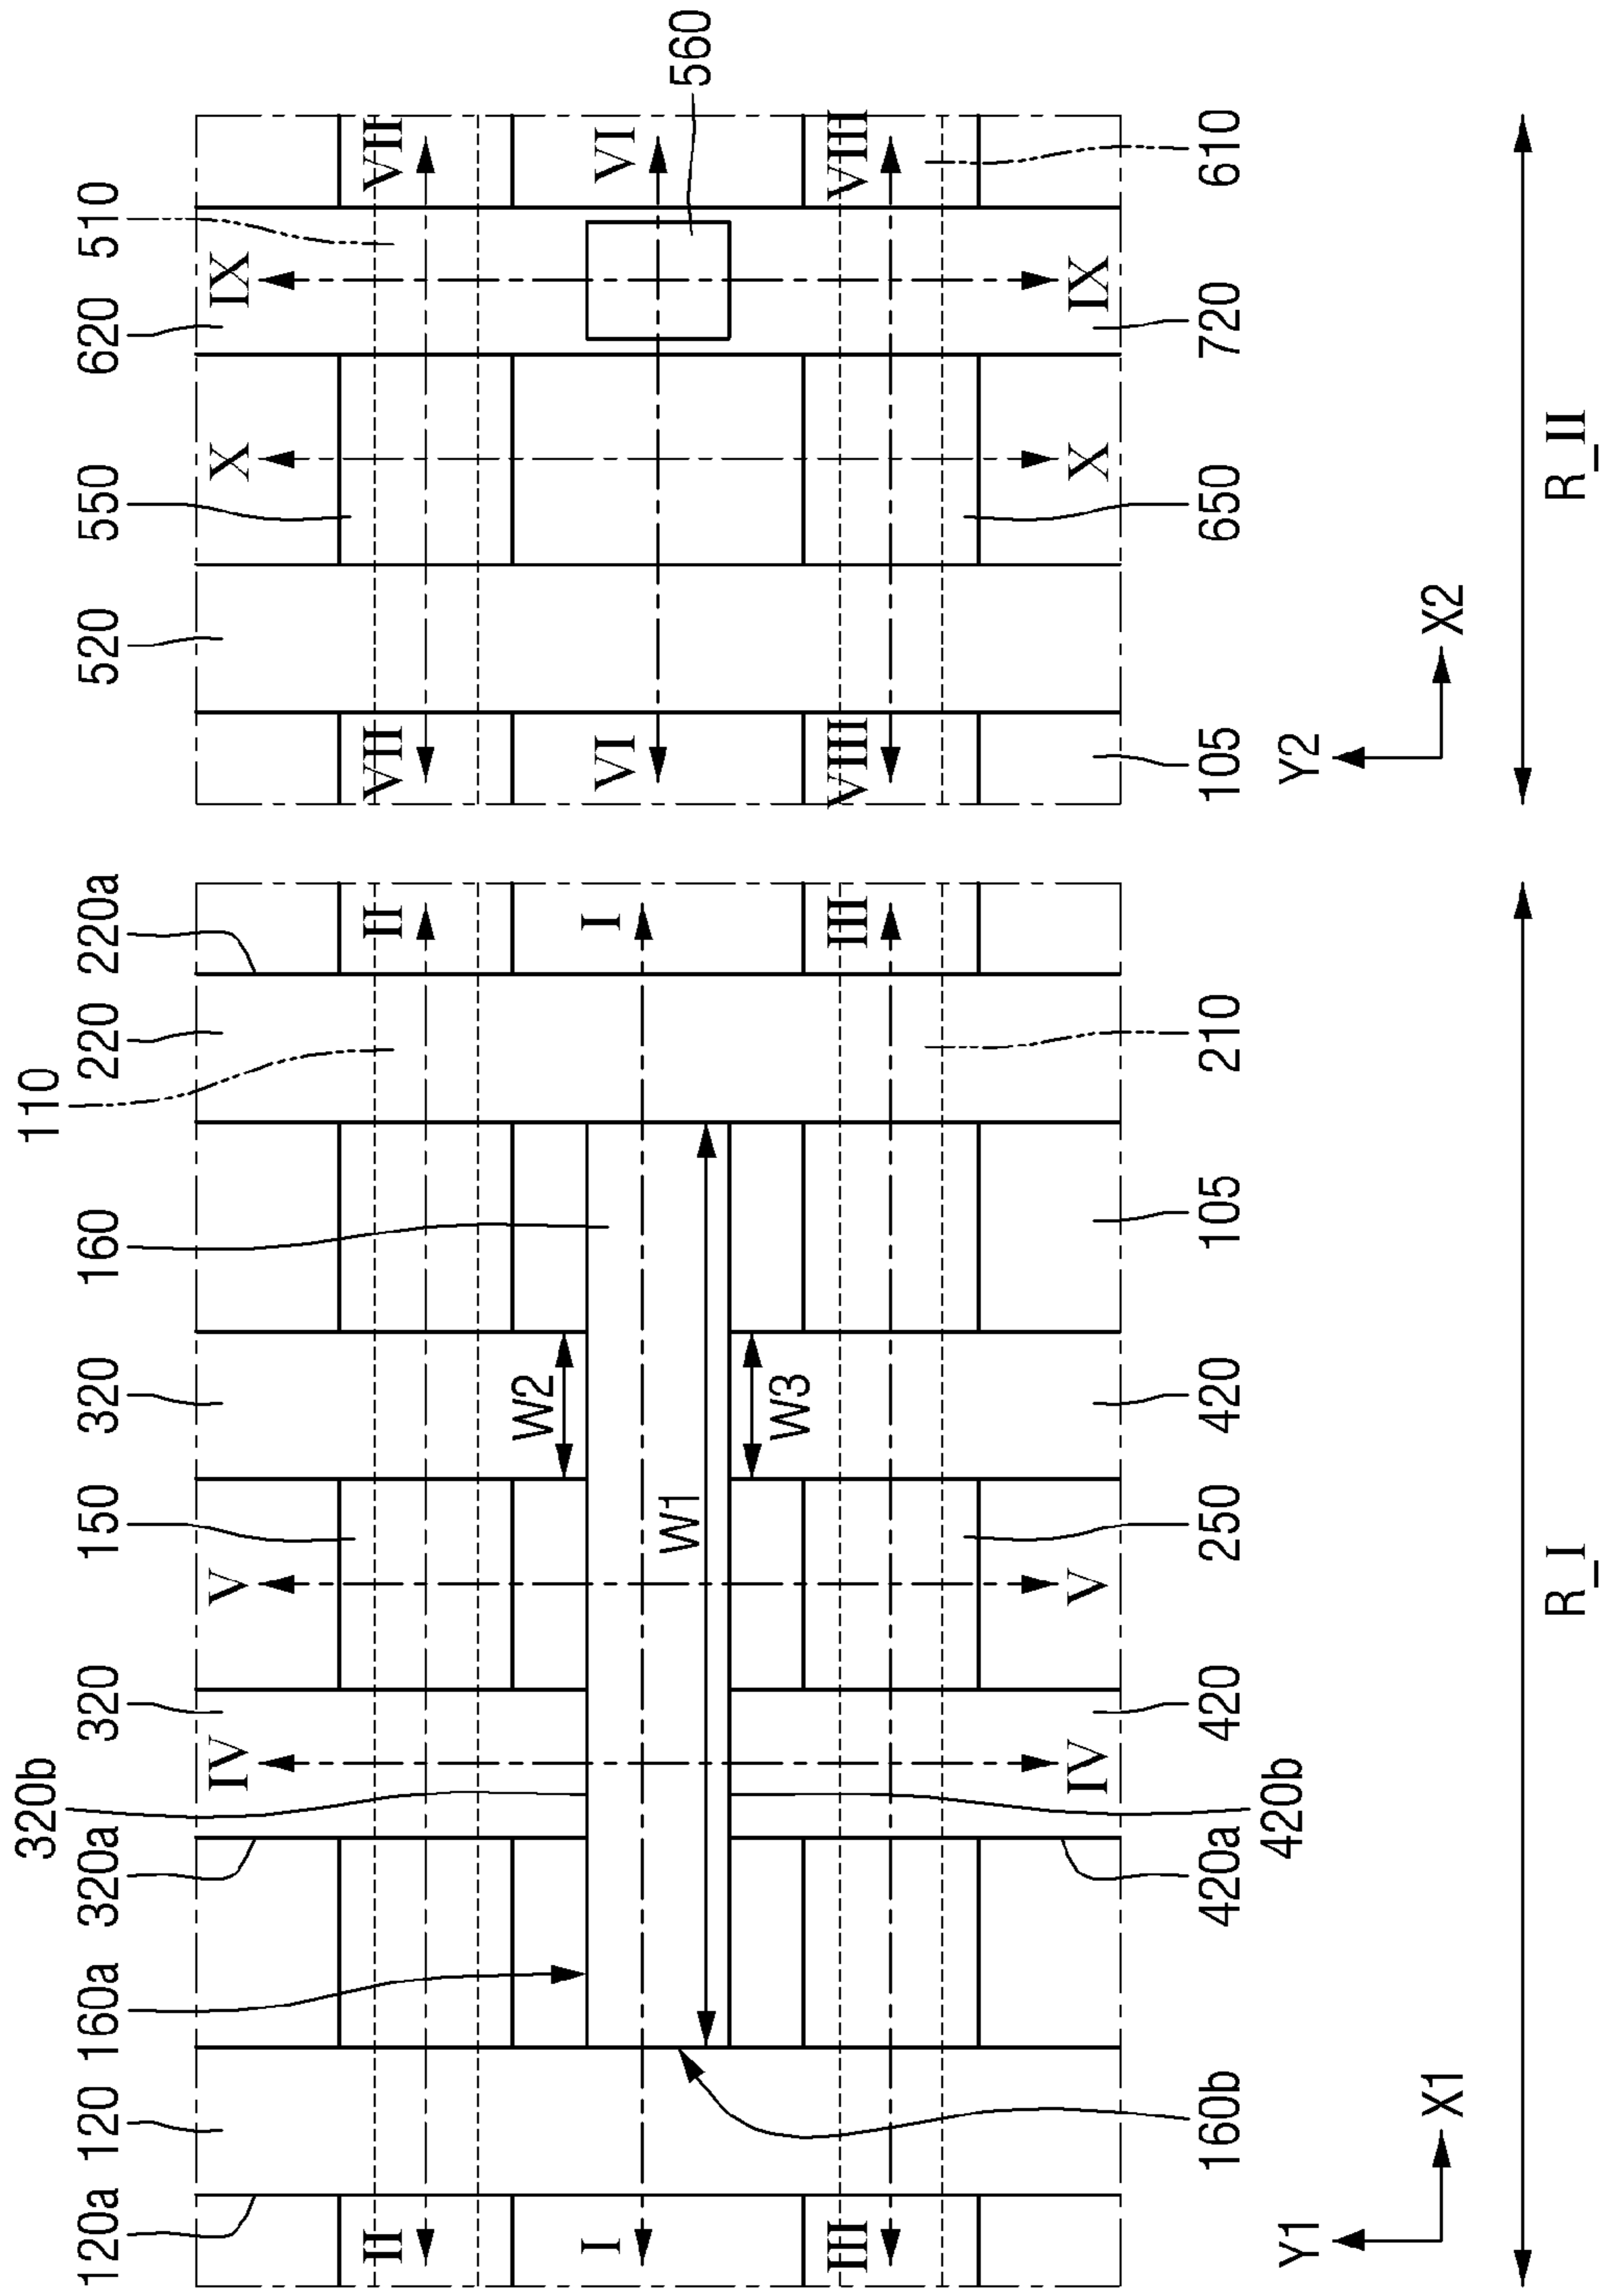 320b 110
120a 120 160a 320a 320 150 320 160 220 220a 520 550 620 510
IV V X IX
II II VII VII
W2
I I VI VI
W1 560
W3
III III VIII VIII
IV V X IX
160b 420a 420 250 420 105 210 105 650 720 610
420b
Y1 Y2
X1 X2
R_I R_II